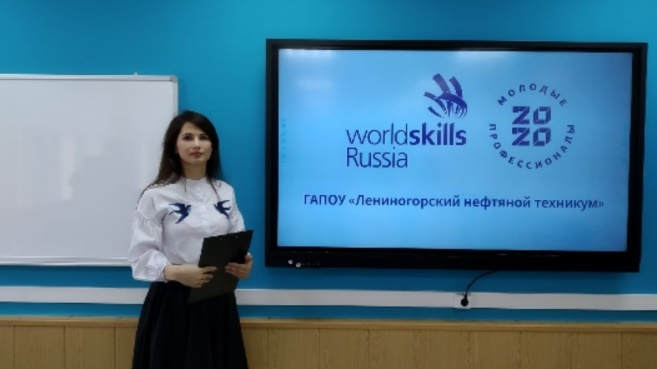 worldskills
Russia
МОЛОДЫЕ
2020
ПРОФЕССИОНАЛЫ
ГАПОУ «Лениногорский нефтяной техникум»